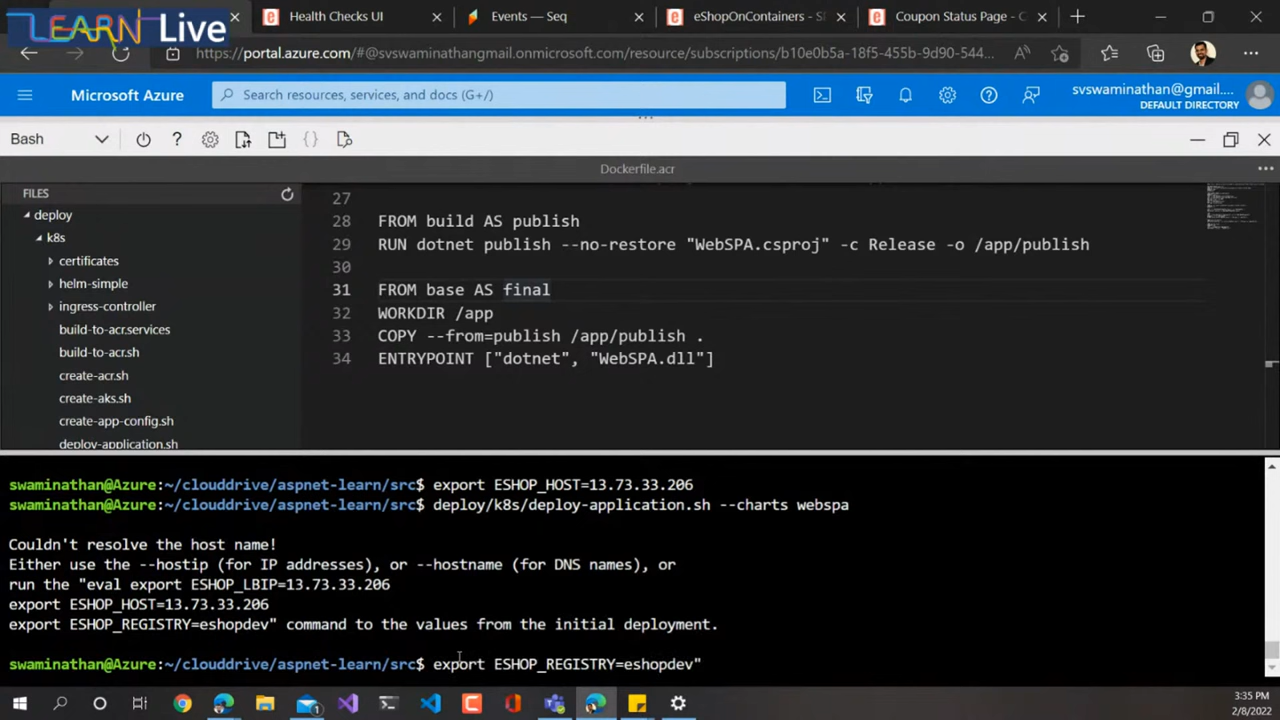 LEARN Live
Health Checks UI
Events — Seq
eShopOnContainers - S
Coupon Status Page - C
https://portal.azure.com/#@svswaminathangmail.onmicrosoft.com/resource/subscriptions/b10e0b5a-18f5-455b-9d90-544...
Microsoft Azure
Search resources, services, and docs (G+/)
svswaminathan@gmail....
DEFAULT DIRECTORY
Bash
Dockerfile.acr
FILES
deploy
k8s
certificates
helm-simple
ingress-controller
build-to-acr.services
build-to-acr.sh
create-acr.sh
create-aks.sh
create-app-config.sh
deploy-application.sh
27
28 FROM build AS publish
29 RUN dotnet publish --no-restore "WebSPA.csproj" -c Release -o /app/publish
30
31 FROM base AS final
32 WORKDIR /app
33 COPY --from=publish /app/publish .
34 ENTRYPOINT ["dotnet", "WebSPA.dll"]
swaminathan@Azure:~/clouddrive/aspnet-learn/src$ export ESHOP_HOST=13.73.33.206
swaminathan@Azure:~/clouddrive/aspnet-learn/src$ deploy/k8s/deploy-application.sh --charts webspa
Couldn't resolve the host name!
Either use the --hostip (for IP addresses), or --hostname (for DNS names), or
run the "eval export ESHOP_LBIP=13.73.33.206
export ESHOP_HOST=13.73.33.206
export ESHOP_REGISTRY=eshopdev" command to the values from the initial deployment.
swaminathan@Azure:~/clouddrive/aspnet-learn/src$ export ESHOP_REGISTRY=eshopdev"
3:35 PM
2/8/2022